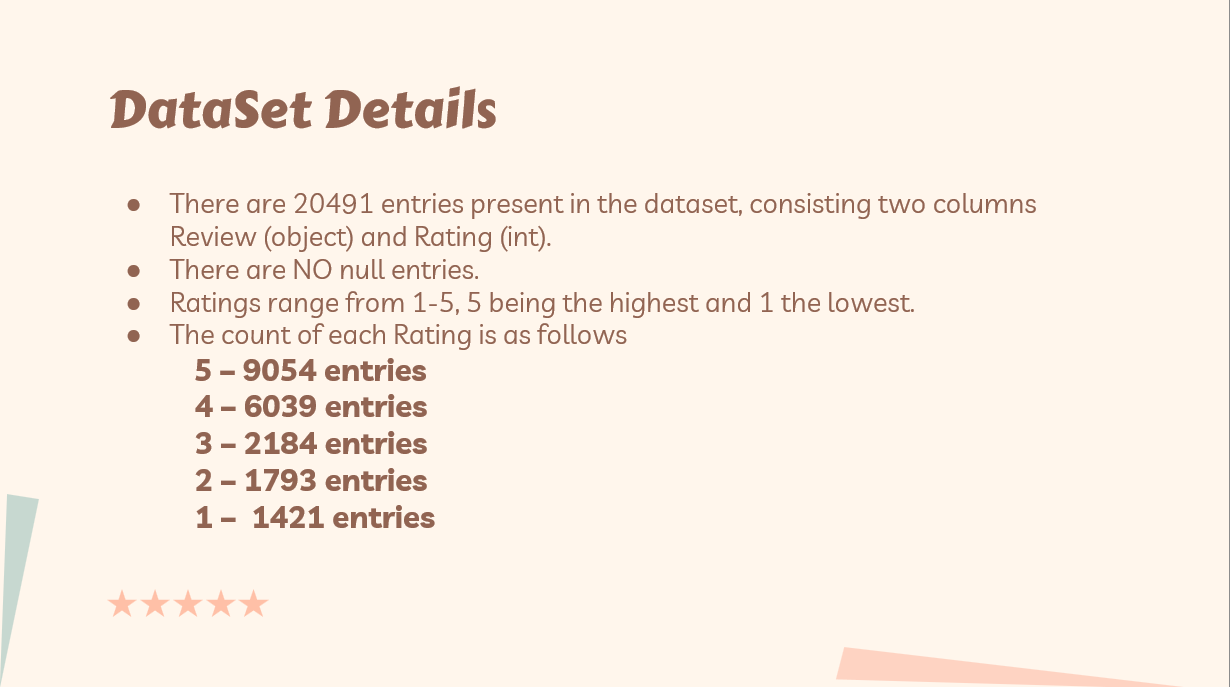 DataSet Details
● There are 20491 entries present in the dataset, consisting two columns
Review (object) and Rating (int).
● There are NO null entries.
● Ratings range from 1-5, 5 being the highest and 1 the lowest.
● The count of each Rating is as follows
5 – 9054 entries
4 – 6039 entries
3 – 2184 entries
2 – 1793 entries
1 –  1421 entries